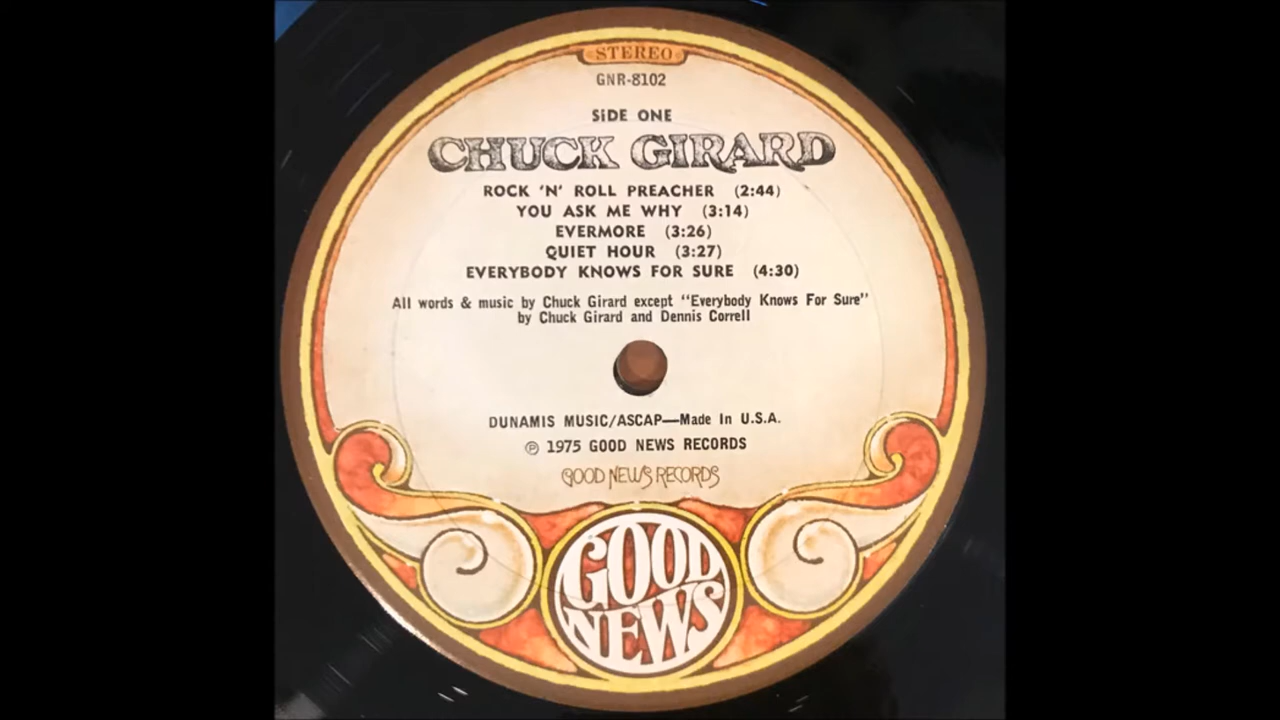 STEREO
GNR-8102
SiDE ONE
CHUCK GIRARD
ROCK 'N' ROLL PREACHER (2:44)
YOU ASK ME WHY (3:14)
EVERMORE (3:26)
QUIET HOUR (3:27)
EVERYBODY KNOWS FOR SURE (4:30)
All words & music by Chuck Girard except "Everybody Knows For Sure"
by Chuck Girard and Dennis Correll
DUNAMIS MUSIC/ASCAP—Made In U.S.A.
℗ 1975 GOOD NEWS RECORDS
GOOD NEWS RECORDS
GOOD
NEWS